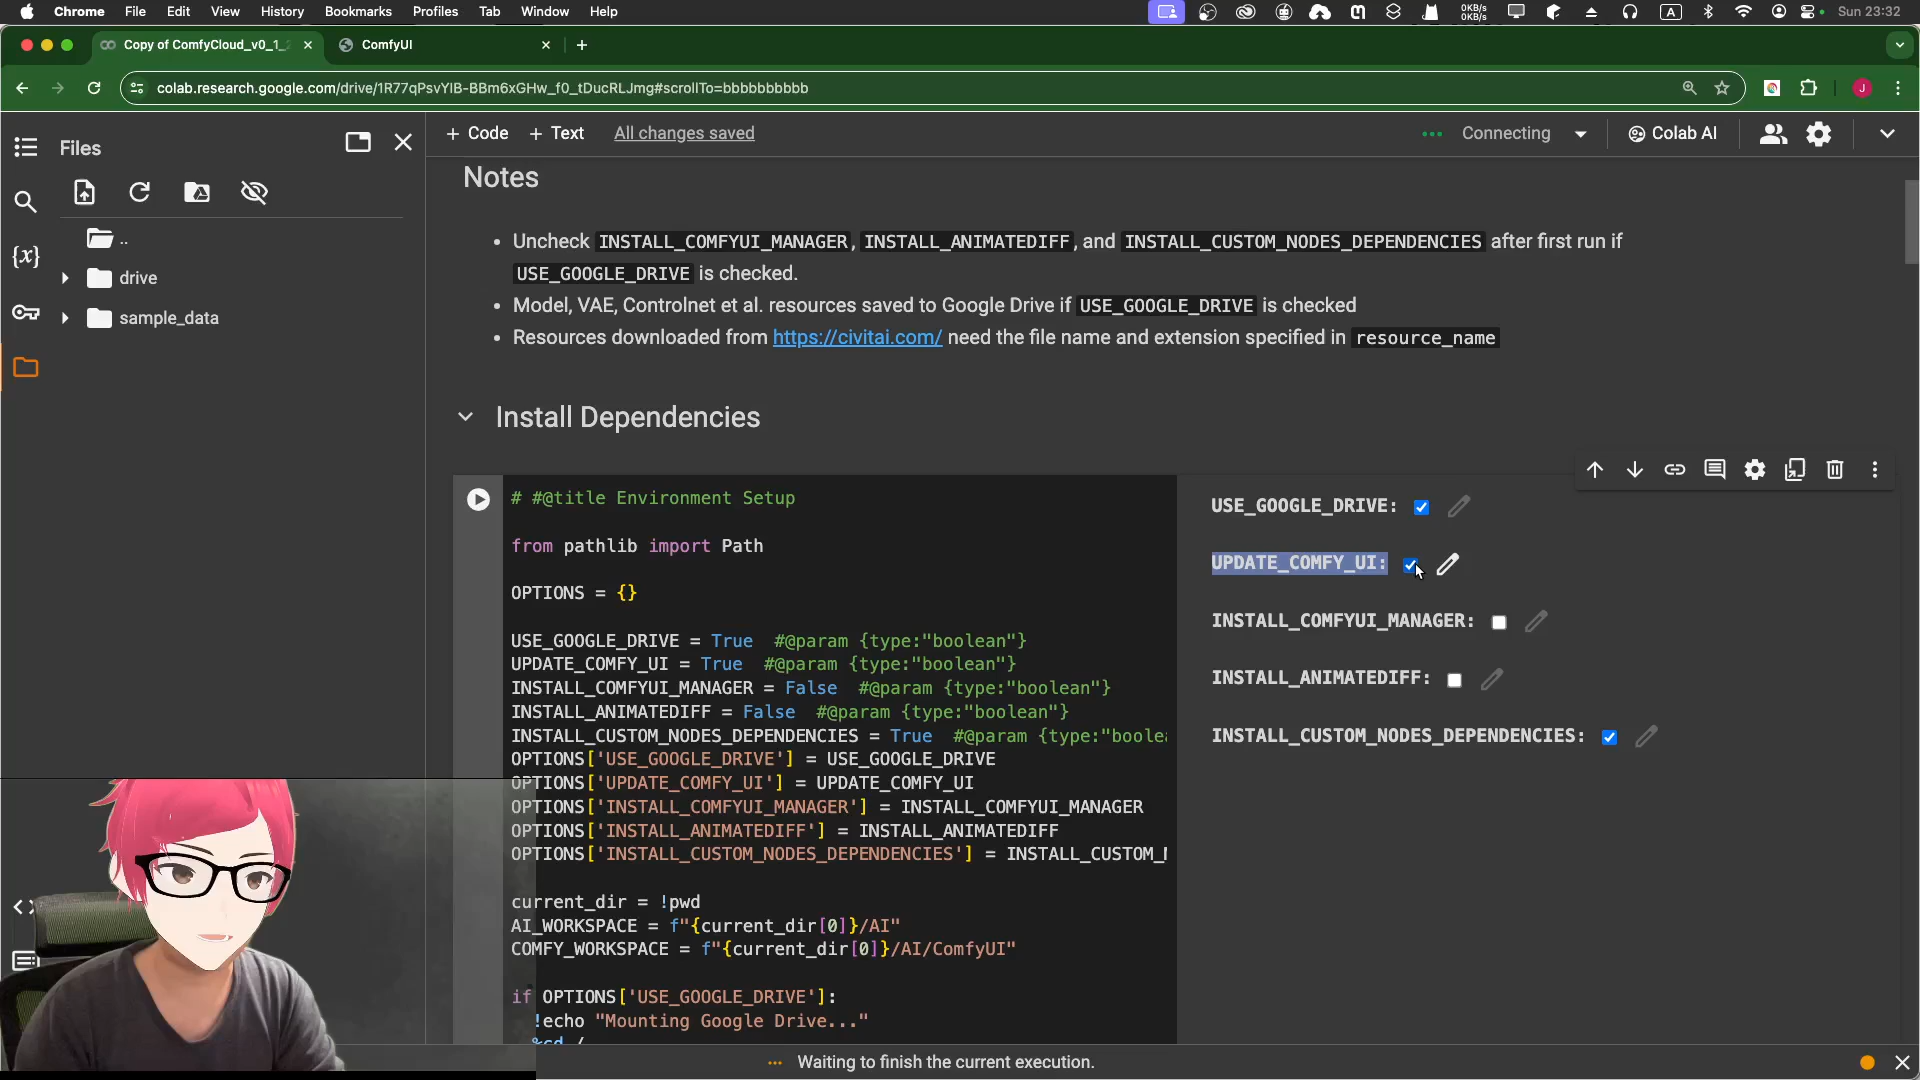 Chrome File Edit View History Bookmarks Profiles Tab Window Help
0KB/s
0KB/s
A
Sun 23:32
Copy of ComfyCloud_v0_1_
ComfyUI
colab.research.google.com/drive/1R77qPsvYIB-BBm6xGHw_f0_tDucRLJmg#scrollTo=bbbbbbbbbb
J
Files
+ Code + Text All changes saved
Connecting
Colab AI
..
drive
sample_data
{x}
Notes
• Uncheck INSTALL_COMFYUI_MANAGER, INSTALL_ANIMATEDIFF, and INSTALL_CUSTOM_NODES_DEPENDENCIES after first run if
USE_GOOGLE_DRIVE is checked.
• Model, VAE, Controlnet et al. resources saved to Google Drive if USE_GOOGLE_DRIVE is checked
• Resources downloaded from https://civitai.com/ need the file name and extension specified in resource_name
Install Dependencies
# #@title Environment Setup
from pathlib import Path
OPTIONS = {}
USE_GOOGLE_DRIVE = True #@param {type:"boolean"}
UPDATE_COMFY_UI = True #@param {type:"boolean"}
INSTALL_COMFYUI_MANAGER = False #@param {type:"boolean"}
INSTALL_ANIMATEDIFF = False #@param {type:"boolean"}
INSTALL_CUSTOM_NODES_DEPENDENCIES = True #@param {type:"boolea
OPTIONS['USE_GOOGLE_DRIVE'] = USE_GOOGLE_DRIVE
OPTIONS['UPDATE_COMFY_UI'] = UPDATE_COMFY_UI
OPTIONS['INSTALL_COMFYUI_MANAGER'] = INSTALL_COMFYUI_MANAGER
OPTIONS['INSTALL_ANIMATEDIFF'] = INSTALL_ANIMATEDIFF
OPTIONS['INSTALL_CUSTOM_NODES_DEPENDENCIES'] = INSTALL_CUSTOM_N
current_dir = !pwd
AI_WORKSPACE = f"{current_dir[0]}/AI"
COMFY_WORKSPACE = f"{current_dir[0]}/AI/ComfyUI"
if OPTIONS['USE_GOOGLE_DRIVE']:
!echo "Mounting Google Drive..."
%cd /
USE_GOOGLE_DRIVE:
UPDATE_COMFY_UI:
INSTALL_COMFYUI_MANAGER:
INSTALL_ANIMATEDIFF:
INSTALL_CUSTOM_NODES_DEPENDENCIES:
Waiting to finish the current execution.